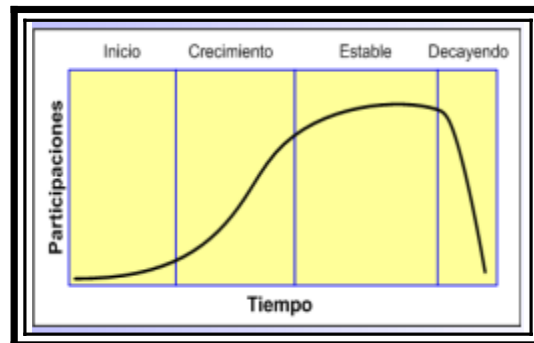 Inicio Crecimiento Estable Decayendo
Participaciones
Tiempo